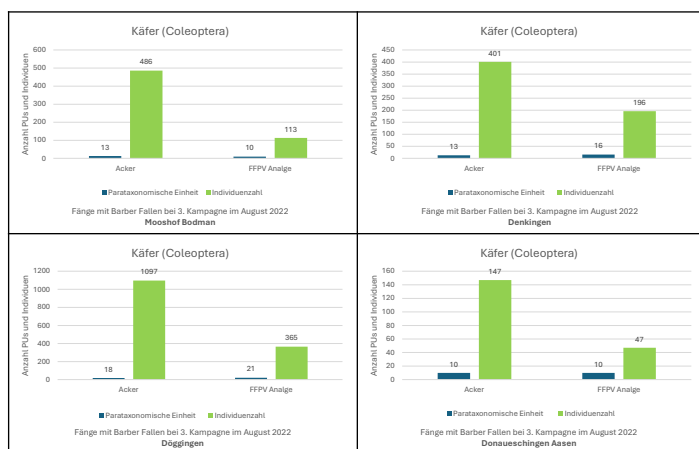 Käfer (Coleoptera)
Anzahl PUs und Individuen
600
500
400
300
200
100
0
13
486
10
113
Acker
FFPV Analge
Parataxonomische Einheit
Individuenzahl
Fänge mit Barber Fallen bei 3. Kampagne im August 2022
Mooshof Bodman
Käfer (Coleoptera)
Anzahl PUs und Individuen
450
400
350
300
250
200
150
100
50
0
13
401
16
196
Acker
FFPV Analge
Parataxonomische Einheit
Individuenzahl
Fänge mit Barber Fallen bei 3. Kampagne im August 2022
Denkingen
Käfer (Coleoptera)
Anzahl PUs und Individuen
1200
1000
800
600
400
200
0
18
1097
21
365
Acker
FFPV Analge
Parataxonomische Einheit
Individuenzahl
Fänge mit Barber Fallen bei 3. Kampagne im August 2022
Döggingen
Käfer (Coleoptera)
Anzahl PUs und Individuen
160
140
120
100
80
60
40
20
0
10
147
10
47
Acker
FFPV Analge
Parataxonomische Einheit
Individuenzahl
Fänge mit Barber Fallen bei 3. Kampagne im August 2022
Donaueschingen Aasen